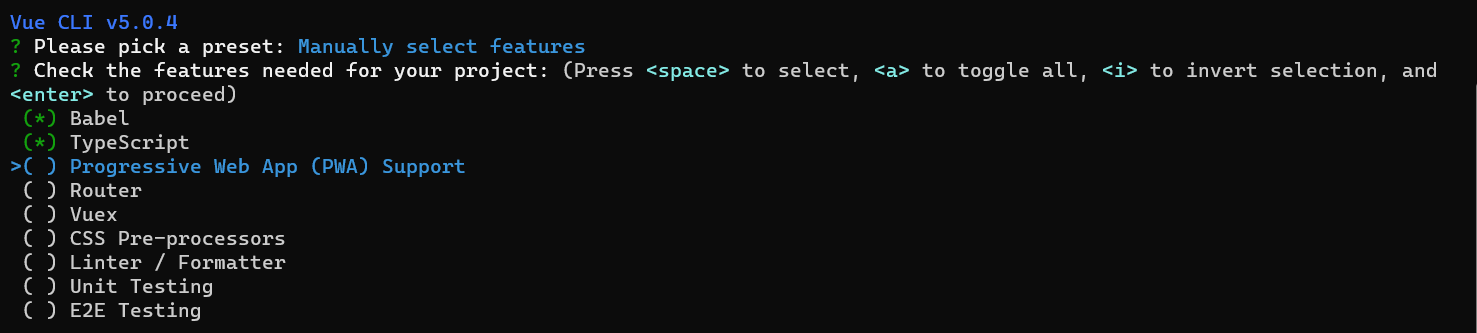 Vue CLI v5.0.4
? Please pick a preset: Manually select features
? Check the features needed for your project: (Press <space> to select, <a> to toggle all, <i> to invert selection, and
<enter> to proceed)
 (*) Babel
 (*) TypeScript
>( ) Progressive Web App (PWA) Support
 ( ) Router
 ( ) Vuex
 ( ) CSS Pre-processors
 ( ) Linter / Formatter
 ( ) Unit Testing
 ( ) E2E Testing